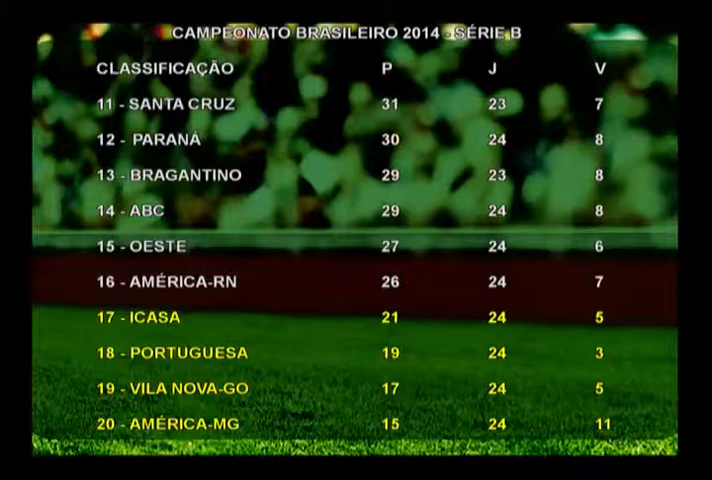 CAMPEONATO BRASILEIRO 2014 - SÉRIE B
CLASSIFICAÇÃO P J V
11 - SANTA CRUZ 31 23 7
12 - PARANÁ 30 24 8
13 - BRAGANTINO 29 23 8
14 - ABC 29 24 8
15 - OESTE 27 24 6
16 - AMÉRICA-RN 26 24 7
17 - ICASA 21 24 5
18 - PORTUGUESA 19 24 3
19 - VILA NOVA-GO 17 24 5
20 - AMÉRICA-MG 15 24 11